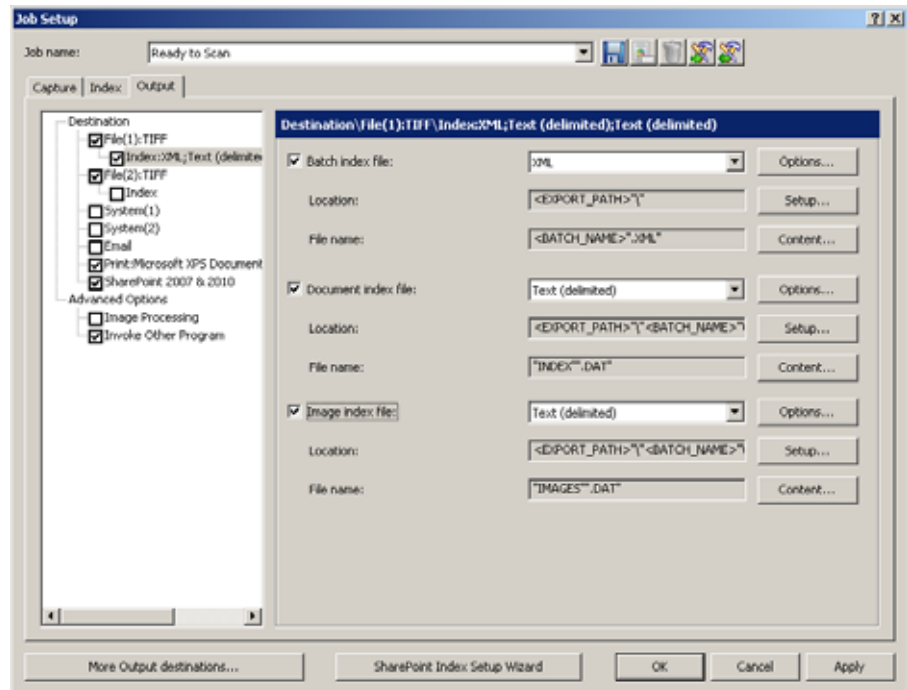 Job Setup
Job name:
Ready to Scan
Capture
Index
Output
Destination
File(1):TIFF
Index:XML;Text (delimite
File(2):TIFF
Index
System(1)
System(2)
Email
Print:Microsoft XPS Document
SharePoint 2007 & 2010
Advanced Options
Image Processing
Invoke Other Program
Destination\File(1):TIFF\Index:XML;Text (delimited);Text (delimited)
Batch index file:
XML
Options...
Location:
<EXPORT_PATH>"\"
Setup...
File name:
<BATCH_NAME>".XML"
Content...
Document index file:
Text (delimited)
Options...
Location:
<EXPORT_PATH>"\"<BATCH_NAME>"\
Setup...
File name:
"INDEX"".DAT"
Content...
Image index file:
Text (delimited)
Options...
Location:
<EXPORT_PATH>"\"<BATCH_NAME>"\
Setup...
File name:
"IMAGES"".DAT"
Content...
More Output destinations...
SharePoint Index Setup Wizard
OK
Cancel
Apply